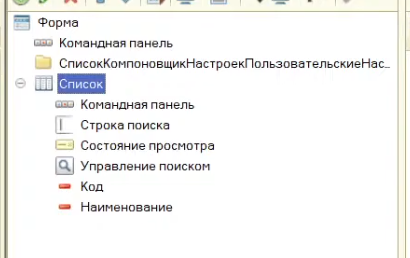 Форма
Командная панель
СписокКомпоновщикНастроекПользовательскиеНас...
Список
Командная панель
Строка поиска
Состояние просмотра
Управление поиском
Код
Наименование